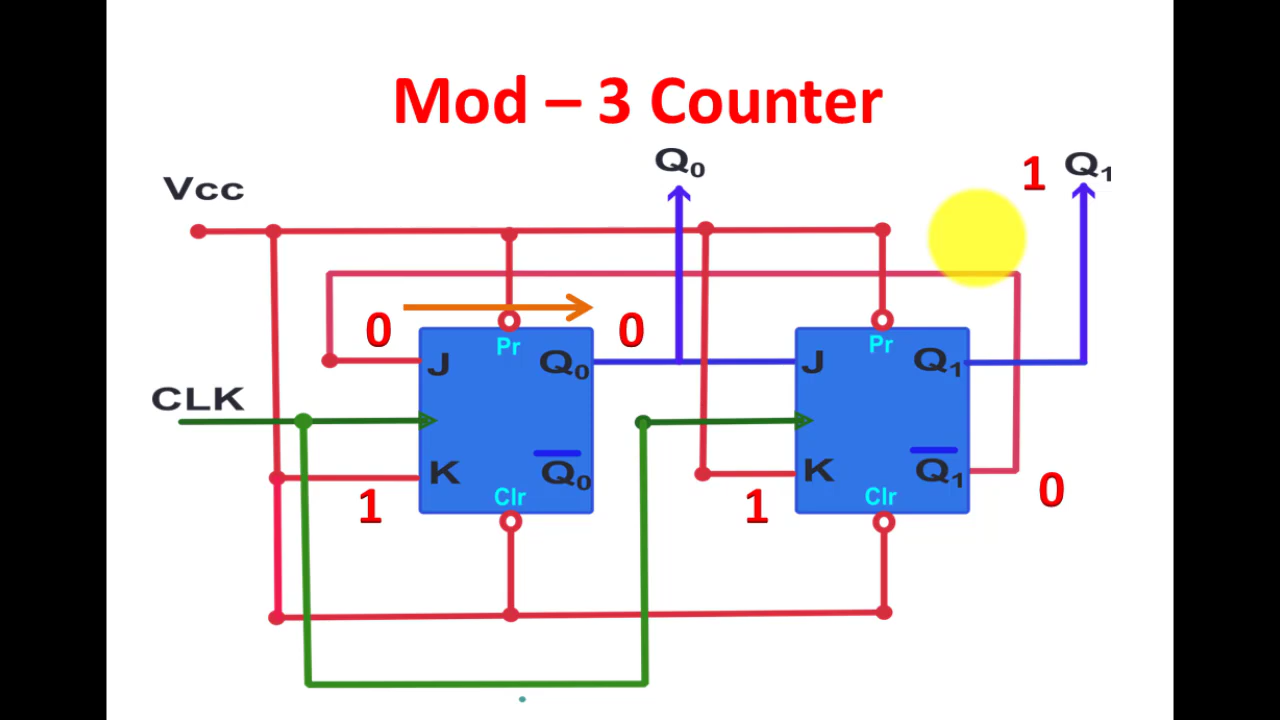 Mod – 3 Counter
Q₀
1 Q₁
Vcc
0 0
Pr Pr
J Q₀ J Q₁
CLK
K Q̅₀ K Q̅₁
Clr Clr
1 1 0